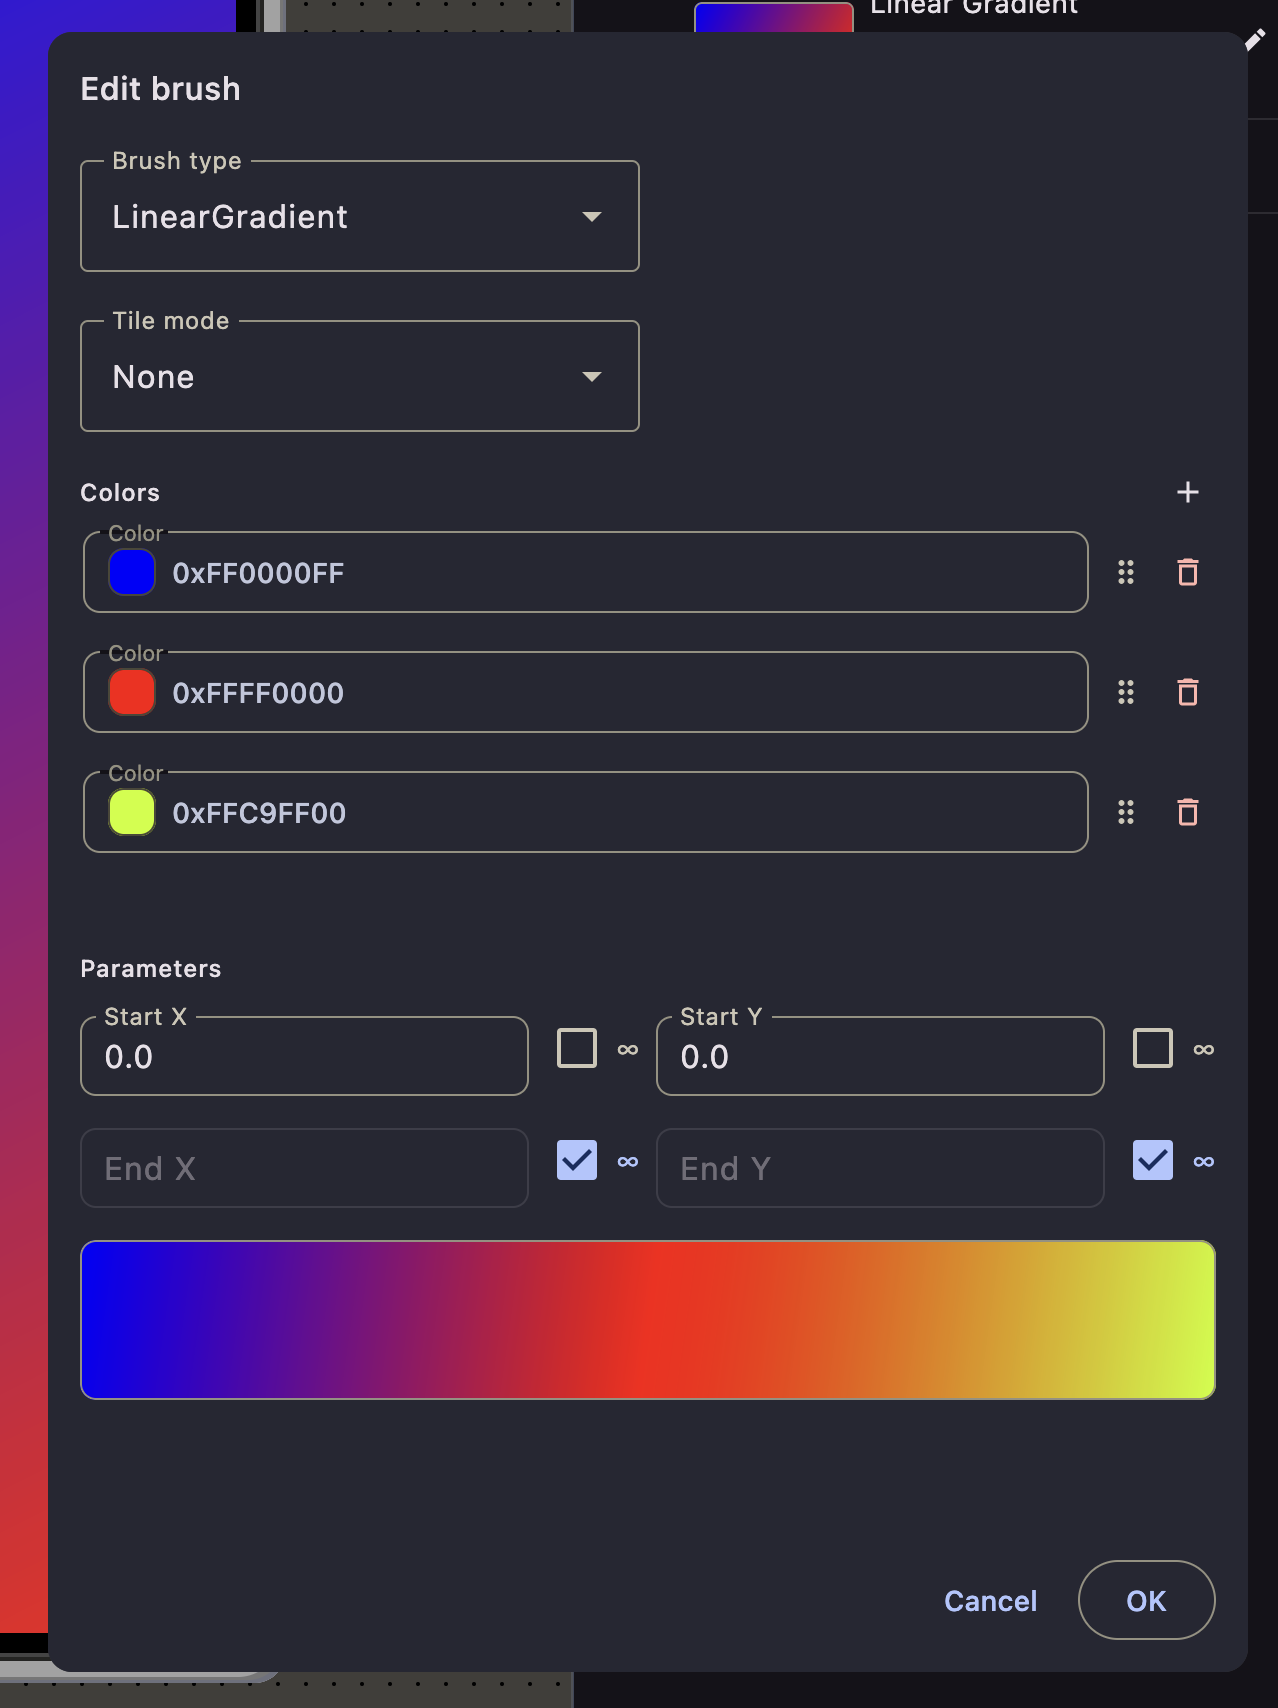 Linear Gradient
Edit brush
Brush type
LinearGradient
Tile mode
None
Colors
Color
0xFF0000FF
Color
0xFFFF0000
Color
0xFFC9FF00
Parameters
Start X
0.0
∞
Start Y
0.0
∞
End X
∞
End Y
∞
Cancel
OK